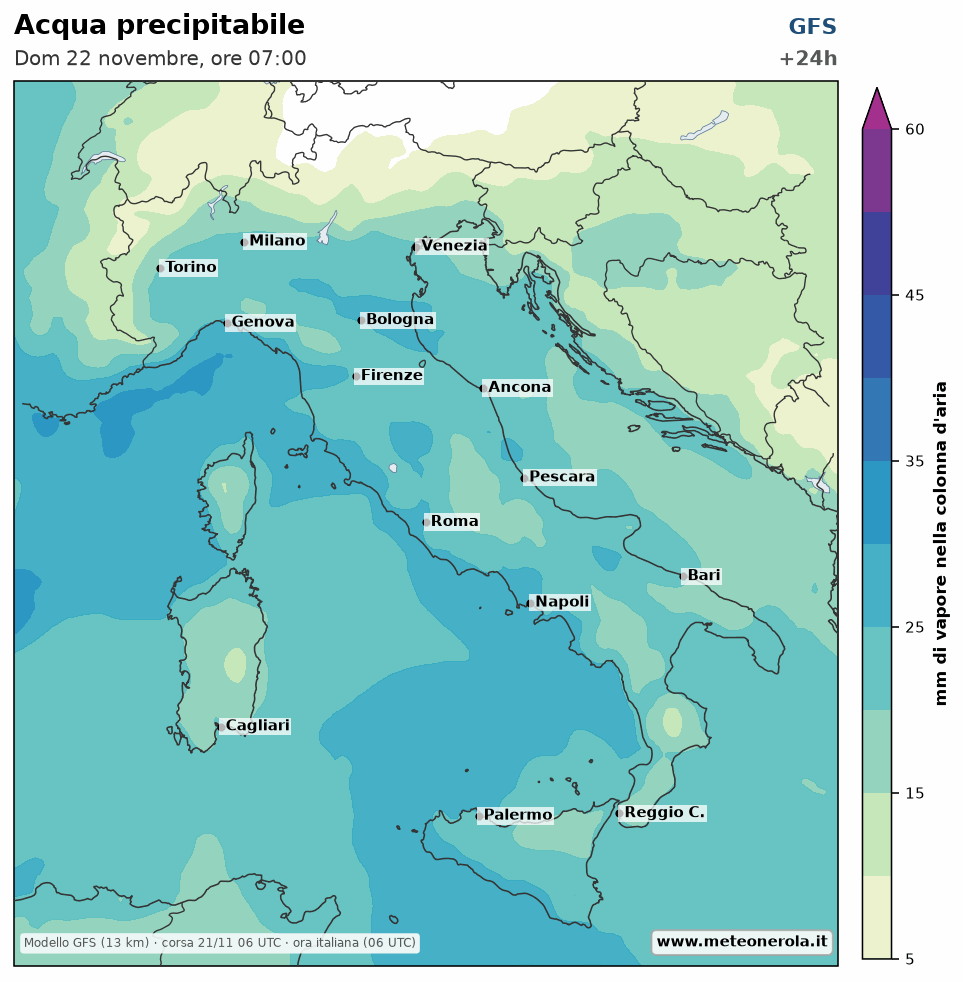 Acqua precipitabile
GFS
Dom 22 novembre, ore 07:00
+24h
60
Milano
Venezia
Torino
45
Genova
Bologna
Firenze
Ancona
35
Pescara
Roma
Bari
Napoli
25
Cagliari
15
Palermo
Reggio C.
mm di vapore nella colonna d'aria
Modello GFS (13 km) · corsa 21/11 06 UTC · ora italiana (06 UTC)
www.meteonerola.it
5